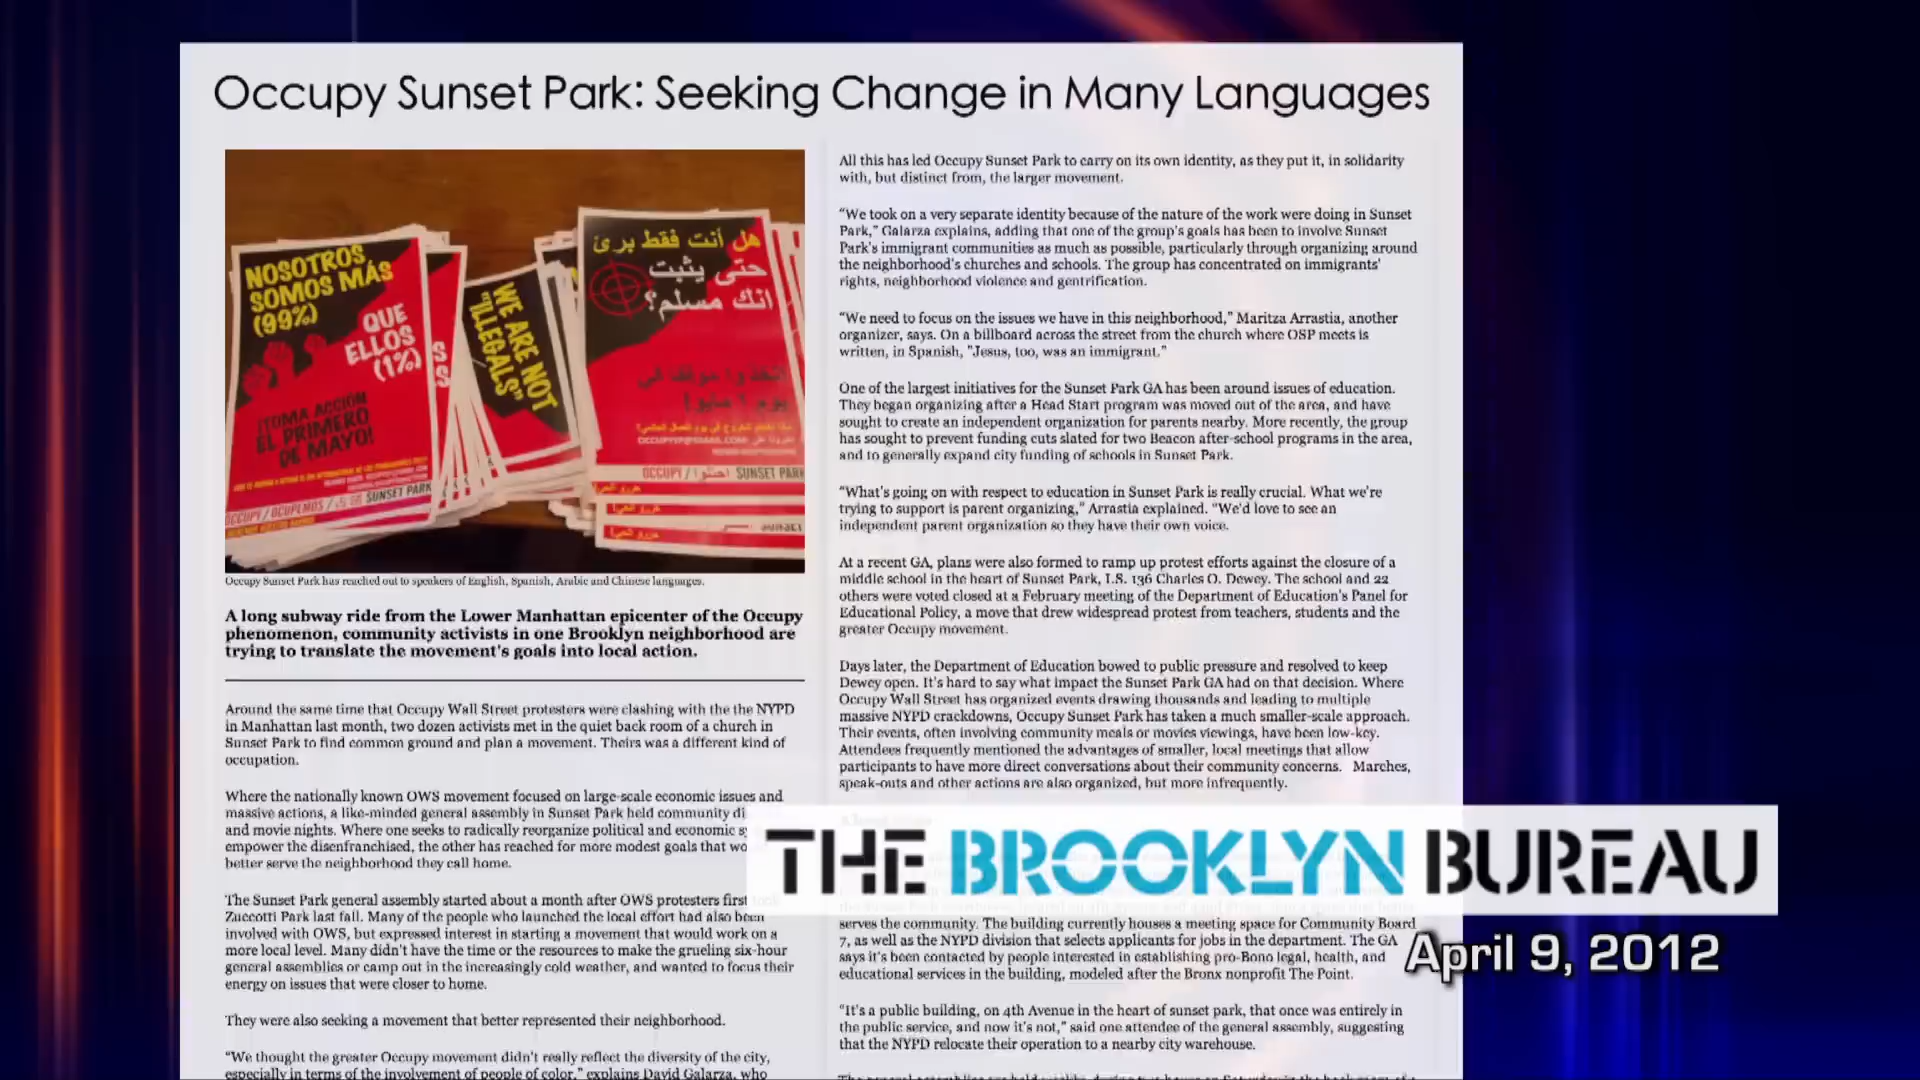 Occupy Sunset Park: Seeking Change in Many Languages
NOSOTROS
SOMOS MÁS
(99%)
QUE
ELLOS
(1%)
¡TOMA ACCIÓN
EL PRIMERO
DE MAYO!
OCCUPY / OCUPEMOS /
SUNSET PARK
WE ARE NOT
"ILLEGALS"
هل أنت فقط برئ
حتى يثبت
انك مسلم؟
OCCUPY / احتلوا / SUNSET PARK
Occupy Sunset Park has reached out to speakers of English, Spanish, Arabic and Chinese languages.
A long subway ride from the Lower Manhattan epicenter of the Occupy
phenomenon, community activists in one Brooklyn neighborhood are
trying to translate the movement's goals into local action.
Around the same time that Occupy Wall Street protesters were clashing with the the NYPD
in Manhattan last month, two dozen activists met in the quiet back room of a church in
Sunset Park to find common ground and plan a movement. Theirs was a different kind of
occupation.
Where the nationally known OWS movement focused on large-scale economic issues and
massive actions, a like-minded general assembly in Sunset Park held community di
and movie nights. Where one seeks to radically reorganize political and economic s
empower the disenfranchised, the other has reached for more modest goals that wo
better serve the neighborhood they call home.
The Sunset Park general assembly started about a month after OWS protesters first
Zuccotti Park last fall. Many of the people who launched the local effort had also been
involved with OWS, but expressed interest in starting a movement that would work on a
more local level. Many didn't have the time or the resources to make the grueling six-hour
general assemblies or camp out in the increasingly cold weather, and wanted to focus their
energy on issues that were closer to home.
They were also seeking a movement that better represented their neighborhood.
"We thought the greater Occupy movement didn't really reflect the diversity of the city,
especially in terms of the involvement of people of color," explains David Galarza, who
All this has led Occupy Sunset Park to carry on its own identity, as they put it, in solidarity
with, but distinct from, the larger movement.
"We took on a very separate identity because of the nature of the work were doing in Sunset
Park," Galarza explains, adding that one of the group's goals has been to involve Sunset
Park's immigrant communities as much as possible, particularly through organizing around
the neighborhood's churches and schools. The group has concentrated on immigrants'
rights, neighborhood violence and gentrification.
"We need to focus on the issues we have in this neighborhood," Maritza Arrastia, another
organizer, says. On a billboard across the street from the church where OSP meets is
written, in Spanish, "Jesus, too, was an immigrant."
One of the largest initiatives for the Sunset Park GA has been around issues of education.
They began organizing after a Head Start program was moved out of the area, and have
sought to create an independent organization for parents nearby. More recently, the group
has sought to prevent funding cuts slated for two Beacon after-school programs in the area,
and to generally expand city funding of schools in Sunset Park.
"What's going on with respect to education in Sunset Park is really crucial. What we're
trying to support is parent organizing," Arrastia explained. "We'd love to see an
independent parent organization so they have their own voice.
At a recent GA, plans were also formed to ramp up protest efforts against the closure of a
middle school in the heart of Sunset Park, I.S. 136 Charles O. Dewey. The school and 22
others were voted closed at a February meeting of the Department of Education's Panel for
Educational Policy, a move that drew widespread protest from teachers, students and the
greater Occupy movement.
Days later, the Department of Education bowed to public pressure and resolved to keep
Dewey open. It's hard to say what impact the Sunset Park GA had on that decision. Where
Occupy Wall Street has organized events drawing thousands and leading to multiple
massive NYPD crackdowns, Occupy Sunset Park has taken a much smaller-scale approach.
Their events, often involving community meals or movies viewings, have been low-key.
Attendees frequently mentioned the advantages of smaller, local meetings that allow
participants to have more direct conversations about their community concerns. Marches,
speak-outs and other actions are also organized, but more infrequently.
THE BROOKLYN BUREAU
serves the community. The building currently houses a meeting space for Community Board
7, as well as the NYPD division that selects applicants for jobs in the department. The GA
says it's been contacted by people interested in establishing pro-Bono legal, health, and
educational services in the building, modeled after the Bronx nonprofit The Point.
April 9, 2012
"It's a public building, on 4th Avenue in the heart of sunset park, that once was entirely in
the public service, and now it's not," said one attendee of the general assembly, suggesting
that the NYPD relocate their operation to a nearby city warehouse.